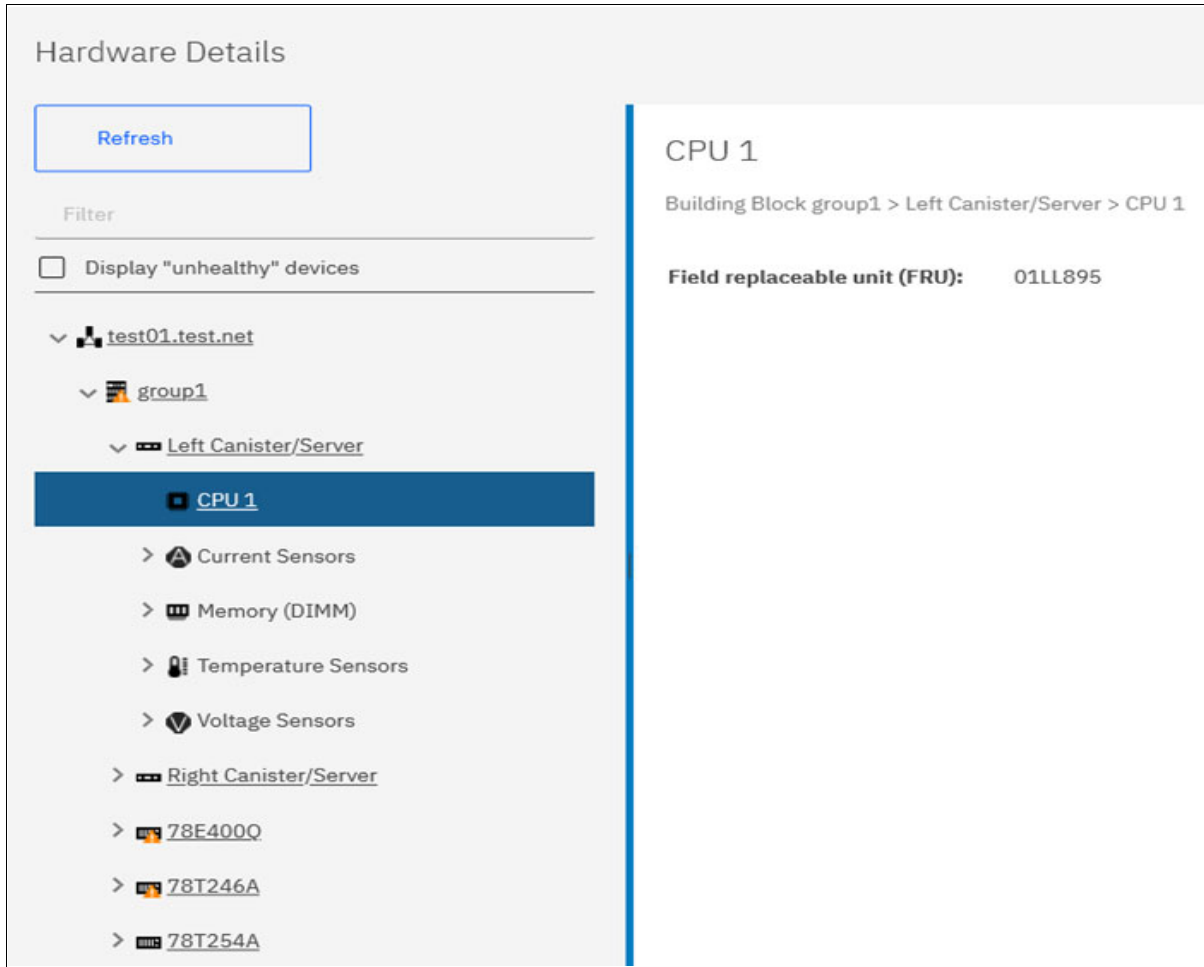 Hardware Details
Refresh
Filter
Display "unhealthy" devices
test01.test.net
group1
Left Canister/Server
CPU 1
Current Sensors
Memory (DIMM)
Temperature Sensors
Voltage Sensors
Right Canister/Server
78E400Q
78T246A
78T254A
CPU 1
Building Block group1 > Left Canister/Server > CPU 1
Field replaceable unit (FRU): 01LL895